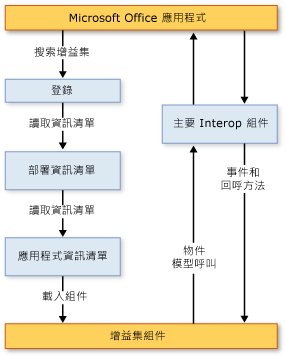 Microsoft Office 應用程式
搜索增益集
登錄
讀取資訊清單
部署資訊清單
讀取資訊清單
應用程式資訊清單
載入組件
主要 Interop 組件
事件和
回呼方法
物件
模型呼叫
增益集組件